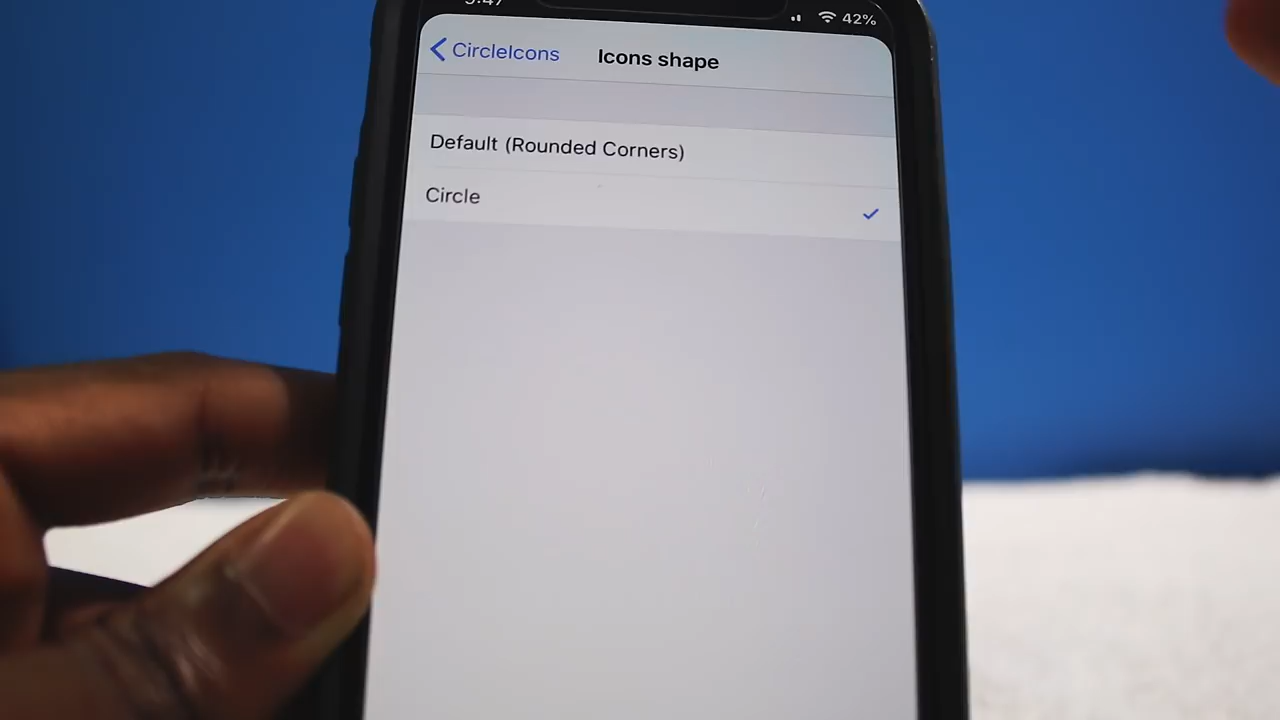 42%
CircleIcons
Icons shape
Default (Rounded Corners)
Circle